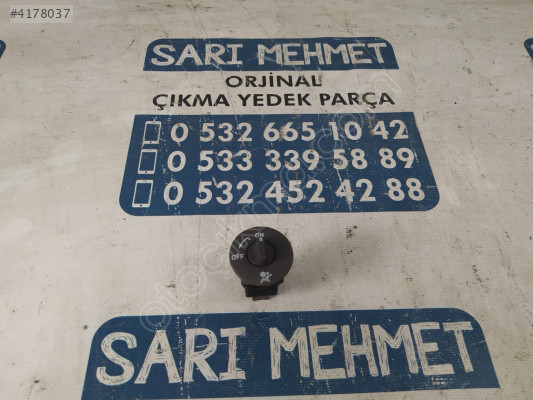 #4178037
SARI MEHMET
ORJİNAL
ÇIKMA YEDEK PARÇA
0 532 665 10 42
0 533 339 58 89
0 532 452 42 88
ON
OFF
SARI MEHMET